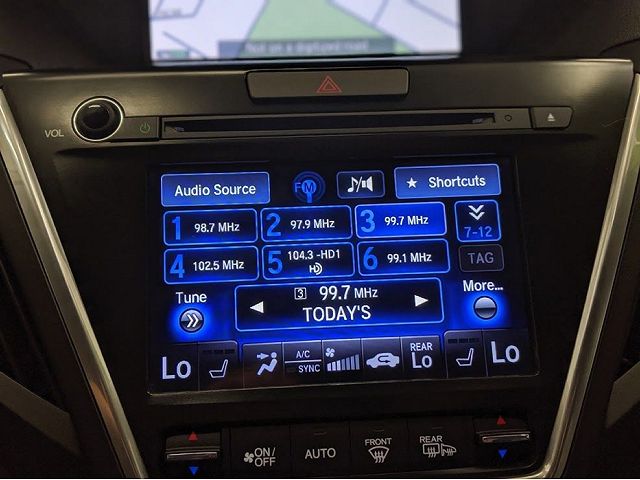 Not on a digitized road
VOL
Audio Source
FM
★ Shortcuts
1 98.7 MHz
2 97.9 MHz
3 99.7 MHz
7-12
4 102.5 MHz
5 104.3 -HD1
6 99.1 MHz
TAG
Tune
3 99.7 MHz
TODAY'S
More...
Lo
A/C
SYNC
REAR
Lo
Lo
ON/
OFF
AUTO
FRONT
REAR